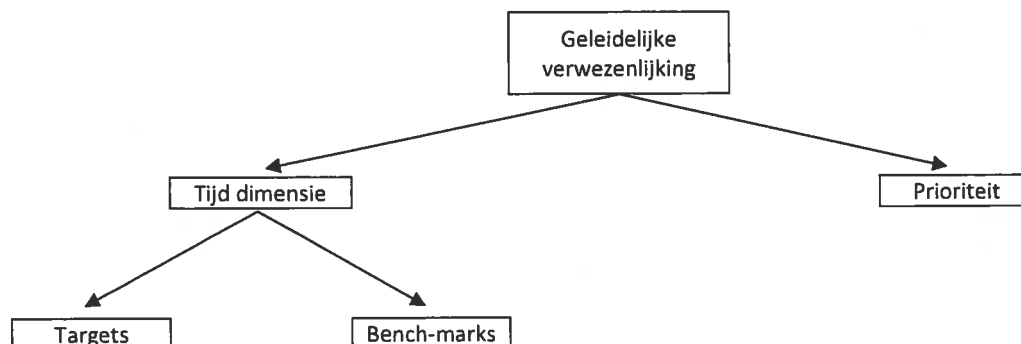 Geleidelijke
verwezenlijking
Tijd dimensie
Prioriteit
Targets
Bench-marks